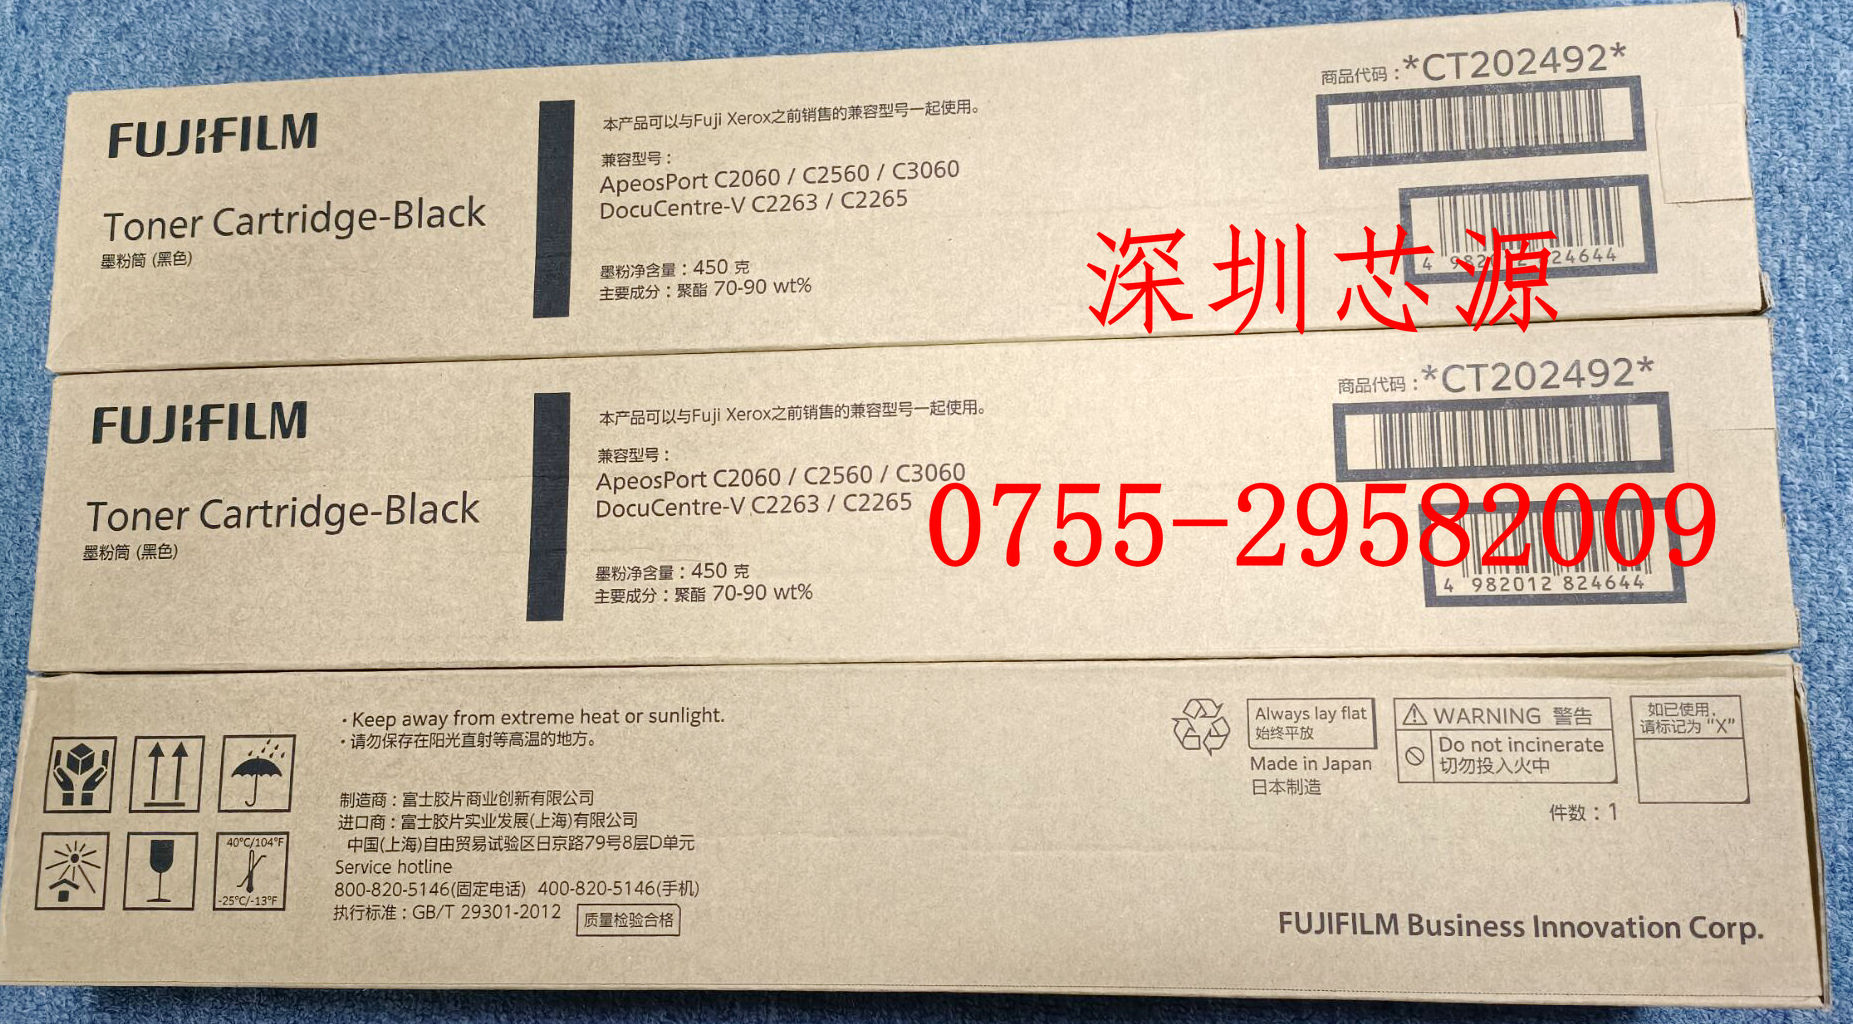 FUJIFILM
Toner Cartridge-Black
墨粉筒 (黑色)
本产品可以与Fuji Xerox之前销售的兼容型号一起使用。
兼容型号：
ApeosPort C2060 / C2560 / C3060
DocuCentre-V C2263 / C2265
墨粉净含量：450 克
主要成分：聚酯 70-90 wt%
商品代码：*CT202492*
深圳芯源
FUJIFILM
Toner Cartridge-Black
墨粉筒 (黑色)
本产品可以与Fuji Xerox之前销售的兼容型号一起使用。
兼容型号：
ApeosPort C2060 / C2560 / C3060
DocuCentre-V C2263 / C2265
墨粉净含量：450 克
主要成分：聚酯 70-90 wt%
商品代码：*CT202492*
0755-29582009
4 982012 824644
40°C/104°F
-25°C/-13°F
· Keep away from extreme heat or sunlight.
· 请勿保存在阳光直射等高温的地方。
制造商：富士胶片商业创新有限公司
进口商：富士胶片实业发展(上海)有限公司
中国(上海)自由贸易试验区日京路79号8层D单元
Service hotline
800-820-5146(固定电话) 400-820-5146(手机)
执行标准：GB/T 29301-2012
质量检验合格
Always lay flat
始终平放
Made in Japan
日本制造
WARNING 警告
Do not incinerate
切勿投入火中
如已使用，
请标记为 “X”
件数：1
FUJIFILM Business Innovation Corp.